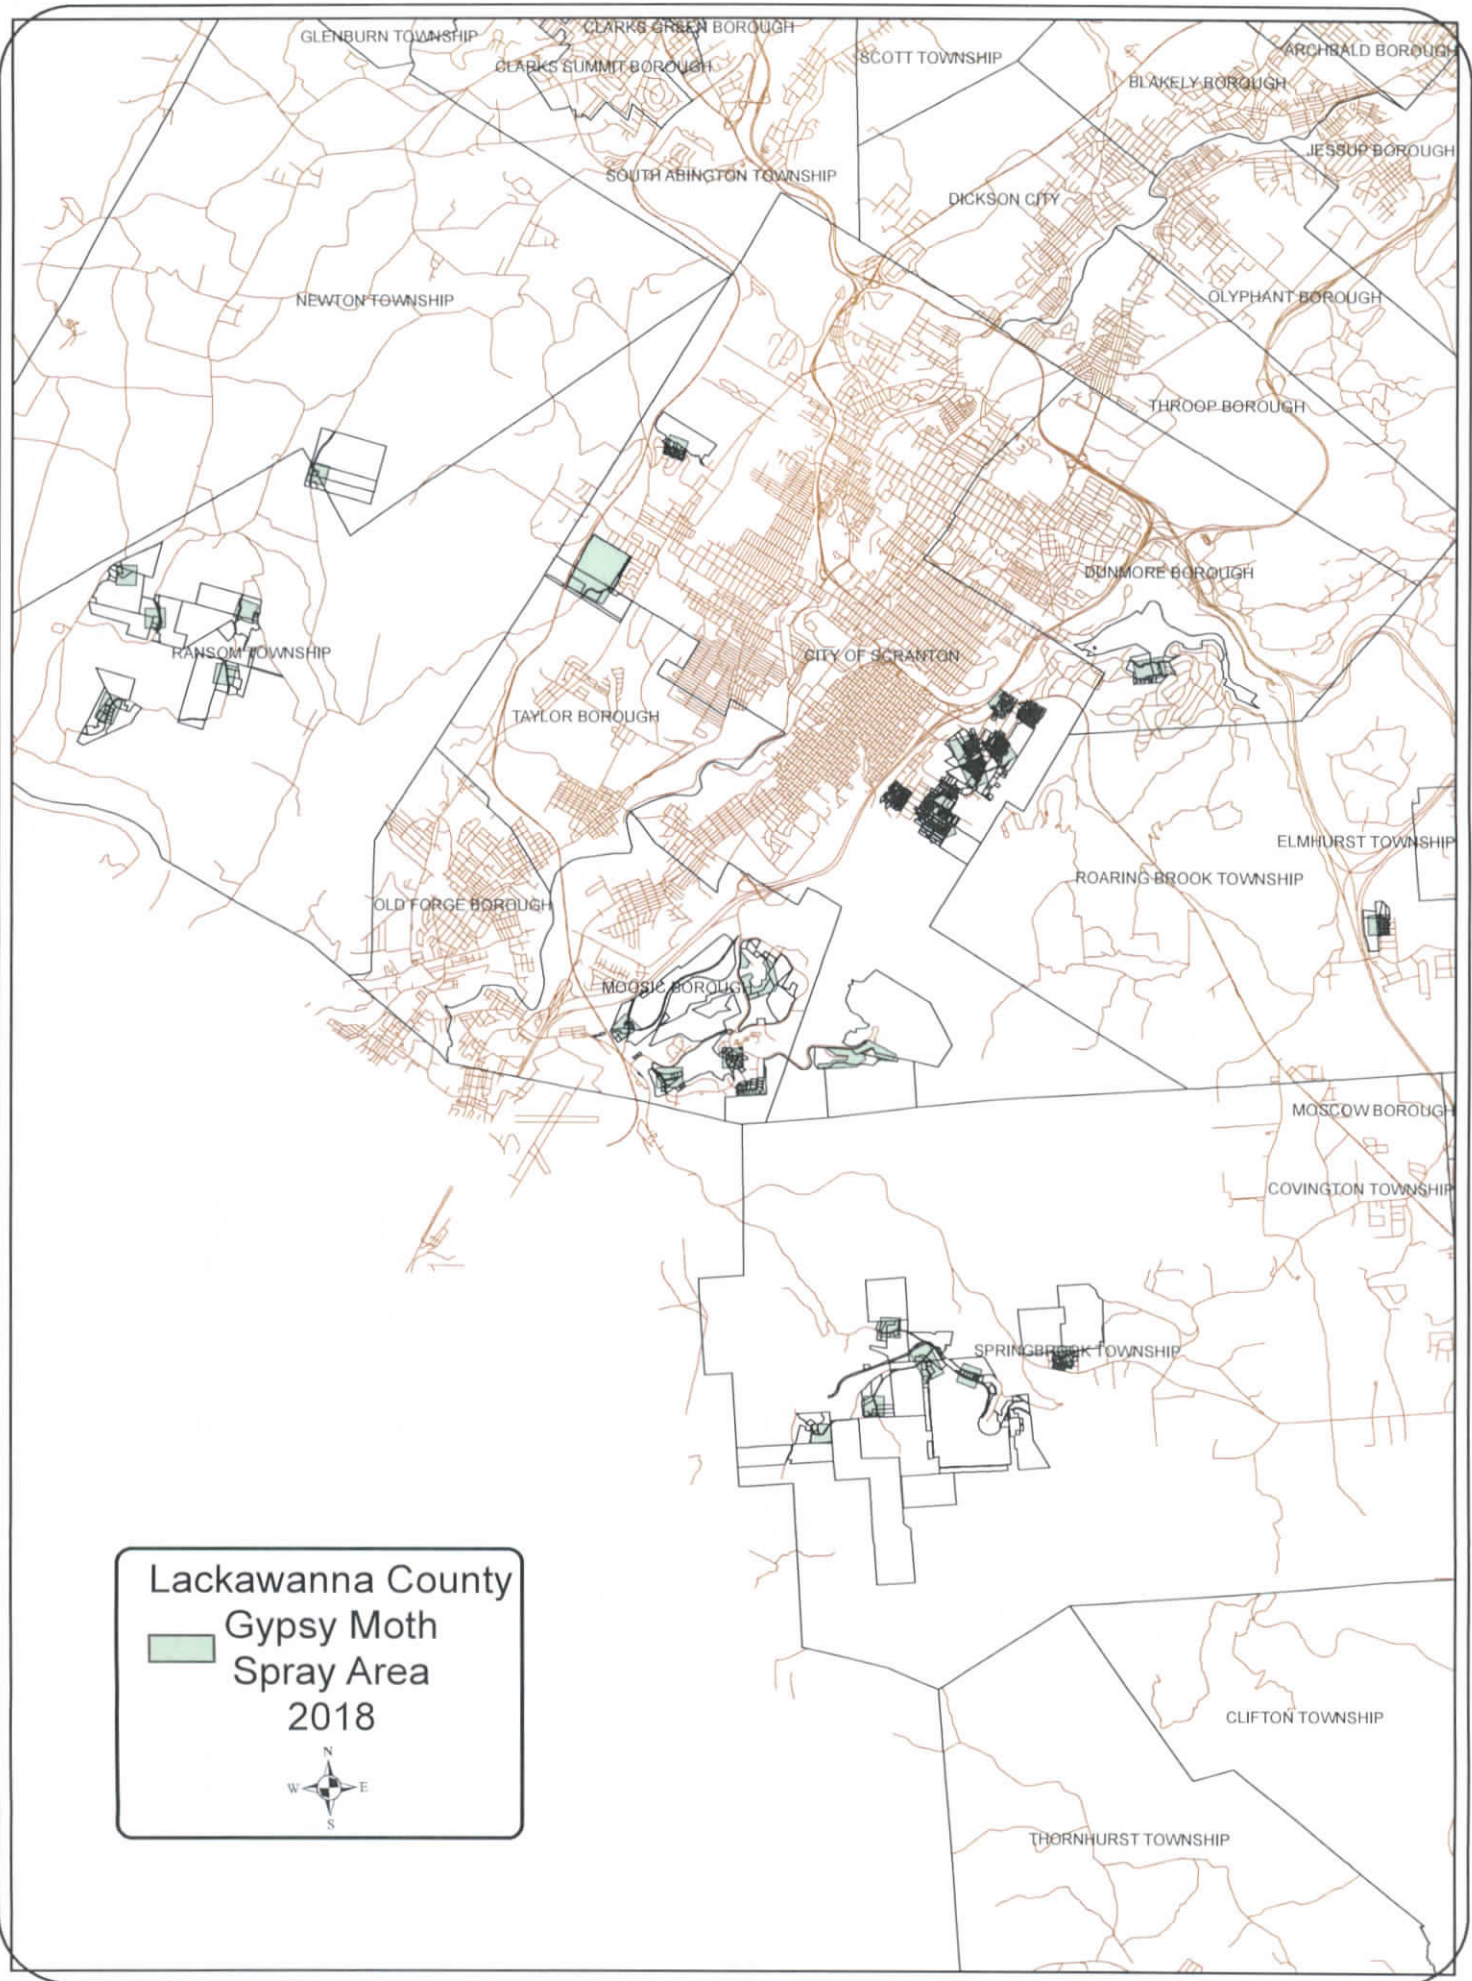 CLARKS GREEN BOROUGH
GLENBURN TOWNSHIP
ARCHBALD BOROUGH
SCOTT TOWNSHIP
CLARKS SUMMIT BOROUGH
BLAKELY BOROUGH
JESSUP BOROUGH
SOUTH ABINGTON TOWNSHIP
DICKSON CITY
NEWTON TOWNSHIP
OLYPHANT BOROUGH
THROOP BOROUGH
DUNMORE BOROUGH
RANSOM TOWNSHIP
CITY OF SCRANTON
TAYLOR BOROUGH
ELMHURST TOWNSHIP
ROARING BROOK TOWNSHIP
OLD FORGE BOROUGH
MOOSIC BOROUGH
MOSCOW BOROUGH
COVINGTON TOWNSHIP
SPRINGBROOK TOWNSHIP
Lackawanna County
Gypsy Moth
Spray Area
2018
N
W E
S
CLIFTON TOWNSHIP
THORNHURST TOWNSHIP